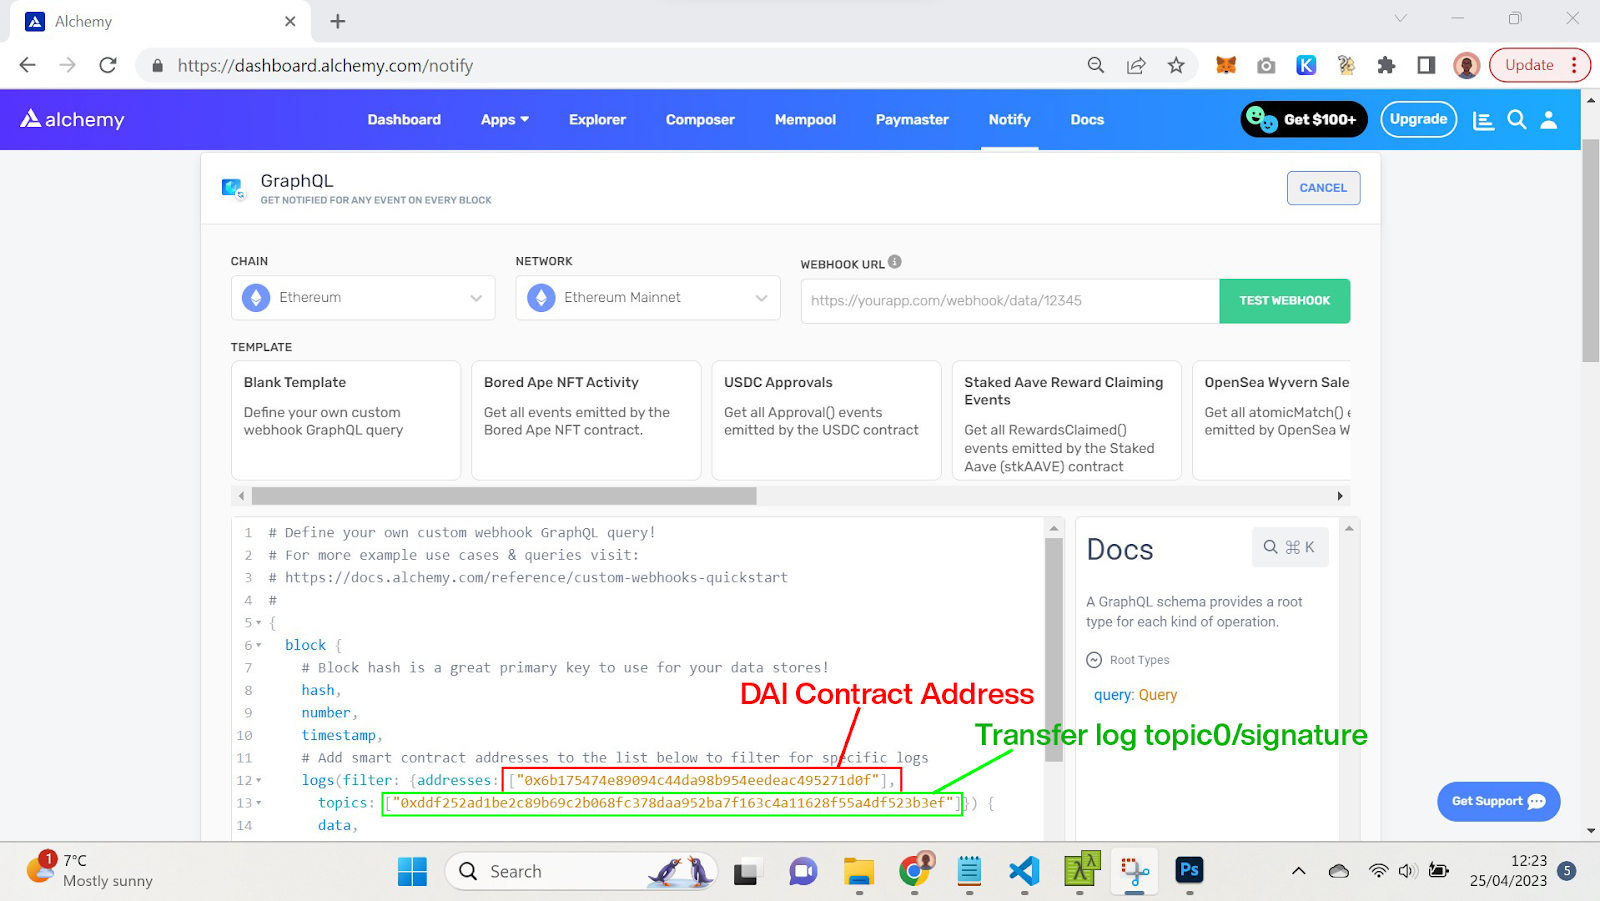 Alchemy
https://dashboard.alchemy.com/notify
Update
alchemy
Dashboard
Apps
Explorer
Composer
Mempool
Paymaster
Notify
Docs
Get $100+
Upgrade
GraphQL
GET NOTIFIED FOR ANY EVENT ON EVERY BLOCK
CANCEL
CHAIN
NETWORK
WEBHOOK URL
Ethereum
Ethereum Mainnet
https://yourapp.com/webhook/data/12345
TEST WEBHOOK
TEMPLATE
Blank Template
Define your own custom
webhook GraphQL query
Bored Ape NFT Activity
Get all events emitted by the
Bored Ape NFT contract.
USDC Approvals
Get all Approval() events
emitted by the USDC contract
Staked Aave Reward Claiming
Events
Get all RewardsClaimed()
events emitted by the Staked
Aave (stkAAVE) contract
OpenSea Wyvern Sale
Get all atomicMatch() e
emitted by OpenSea W
1 # Define your own custom webhook GraphQL query!
2 # For more example use cases & queries visit:
3 # https://docs.alchemy.com/reference/custom-webhooks-quickstart
4 #
5 {
6 block {
7 # Block hash is a great primary key to use for your data stores!
8 hash,
9 number,
10 timestamp,
11 # Add smart contract addresses to the list below to filter for specific logs
12 logs(filter: {addresses: ["0x6b175474e89094c44da98b954eedeac495271d0f"],
13 topics: ["0xddf252ad1be2c89b69c2b068fc378daa952ba7f163c4a11628f55a4df523b3ef"]}) {
14 data,
DAI Contract Address
Transfer log topic0/signature
Docs
⌘ K
A GraphQL schema provides a root
type for each kind of operation.
Root Types
query: Query
Get Support
1
7°C
Mostly sunny
Search
Ps
12:23
25/04/2023
5